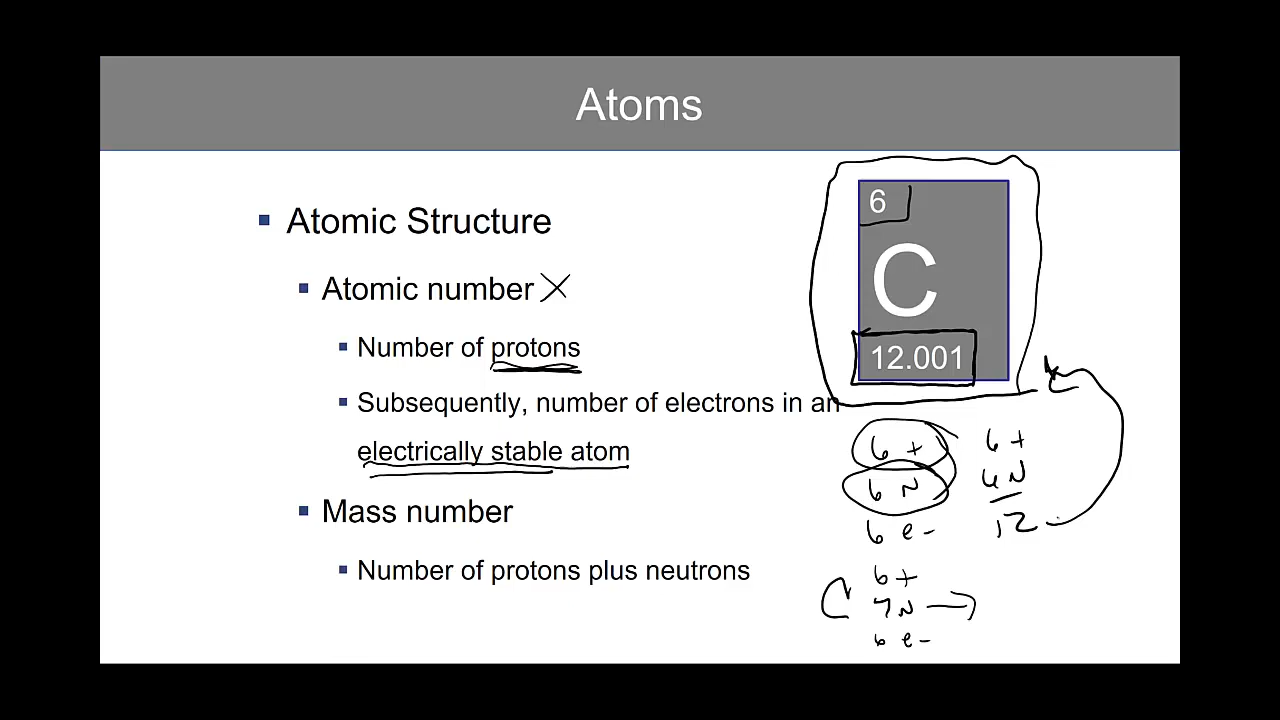 Atoms
Atomic Structure
Atomic number X
Number of protons
Subsequently, number of electrons in an
electrically stable atom
Mass number
Number of protons plus neutrons
6
C
12.001
6 +
6 N
6 e -
6 +
6 N
12
C
6 +
7 N →
6 e -